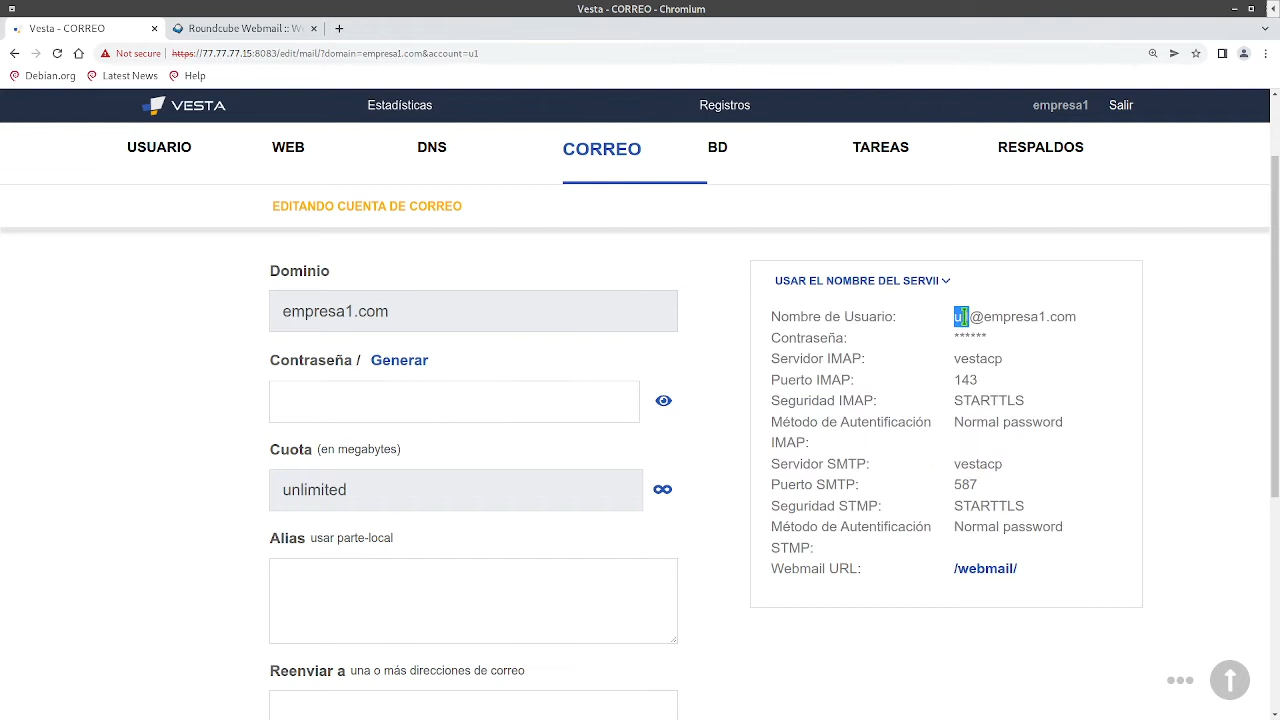 Vesta - CORREO - Chromium
Vesta - CORREO
Roundcube Webmail :: We
Not secure
https://77.77.77.15:8083/edit/mail/?domain=empresa1.com&account=u1
Debian.org
Latest News
Help
VESTA
Estadísticas
Registros
empresa1
Salir
USUARIO
WEB
DNS
CORREO
BD
TAREAS
RESPALDOS
EDITANDO CUENTA DE CORREO
Dominio
empresa1.com
Contraseña / Generar
Cuota (en megabytes)
unlimited
Alias usar parte-local
Reenviar a una o más direcciones de correo
USAR EL NOMBRE DEL SERVII
Nombre de Usuario: u1@empresa1.com
Contraseña: ******
Servidor IMAP: vestacp
Puerto IMAP: 143
Seguridad IMAP: STARTTLS
Método de Autentificación Normal password
IMAP:
Servidor SMTP: vestacp
Puerto SMTP: 587
Seguridad STMP: STARTTLS
Método de Autentificación Normal password
STMP:
Webmail URL: /webmail/